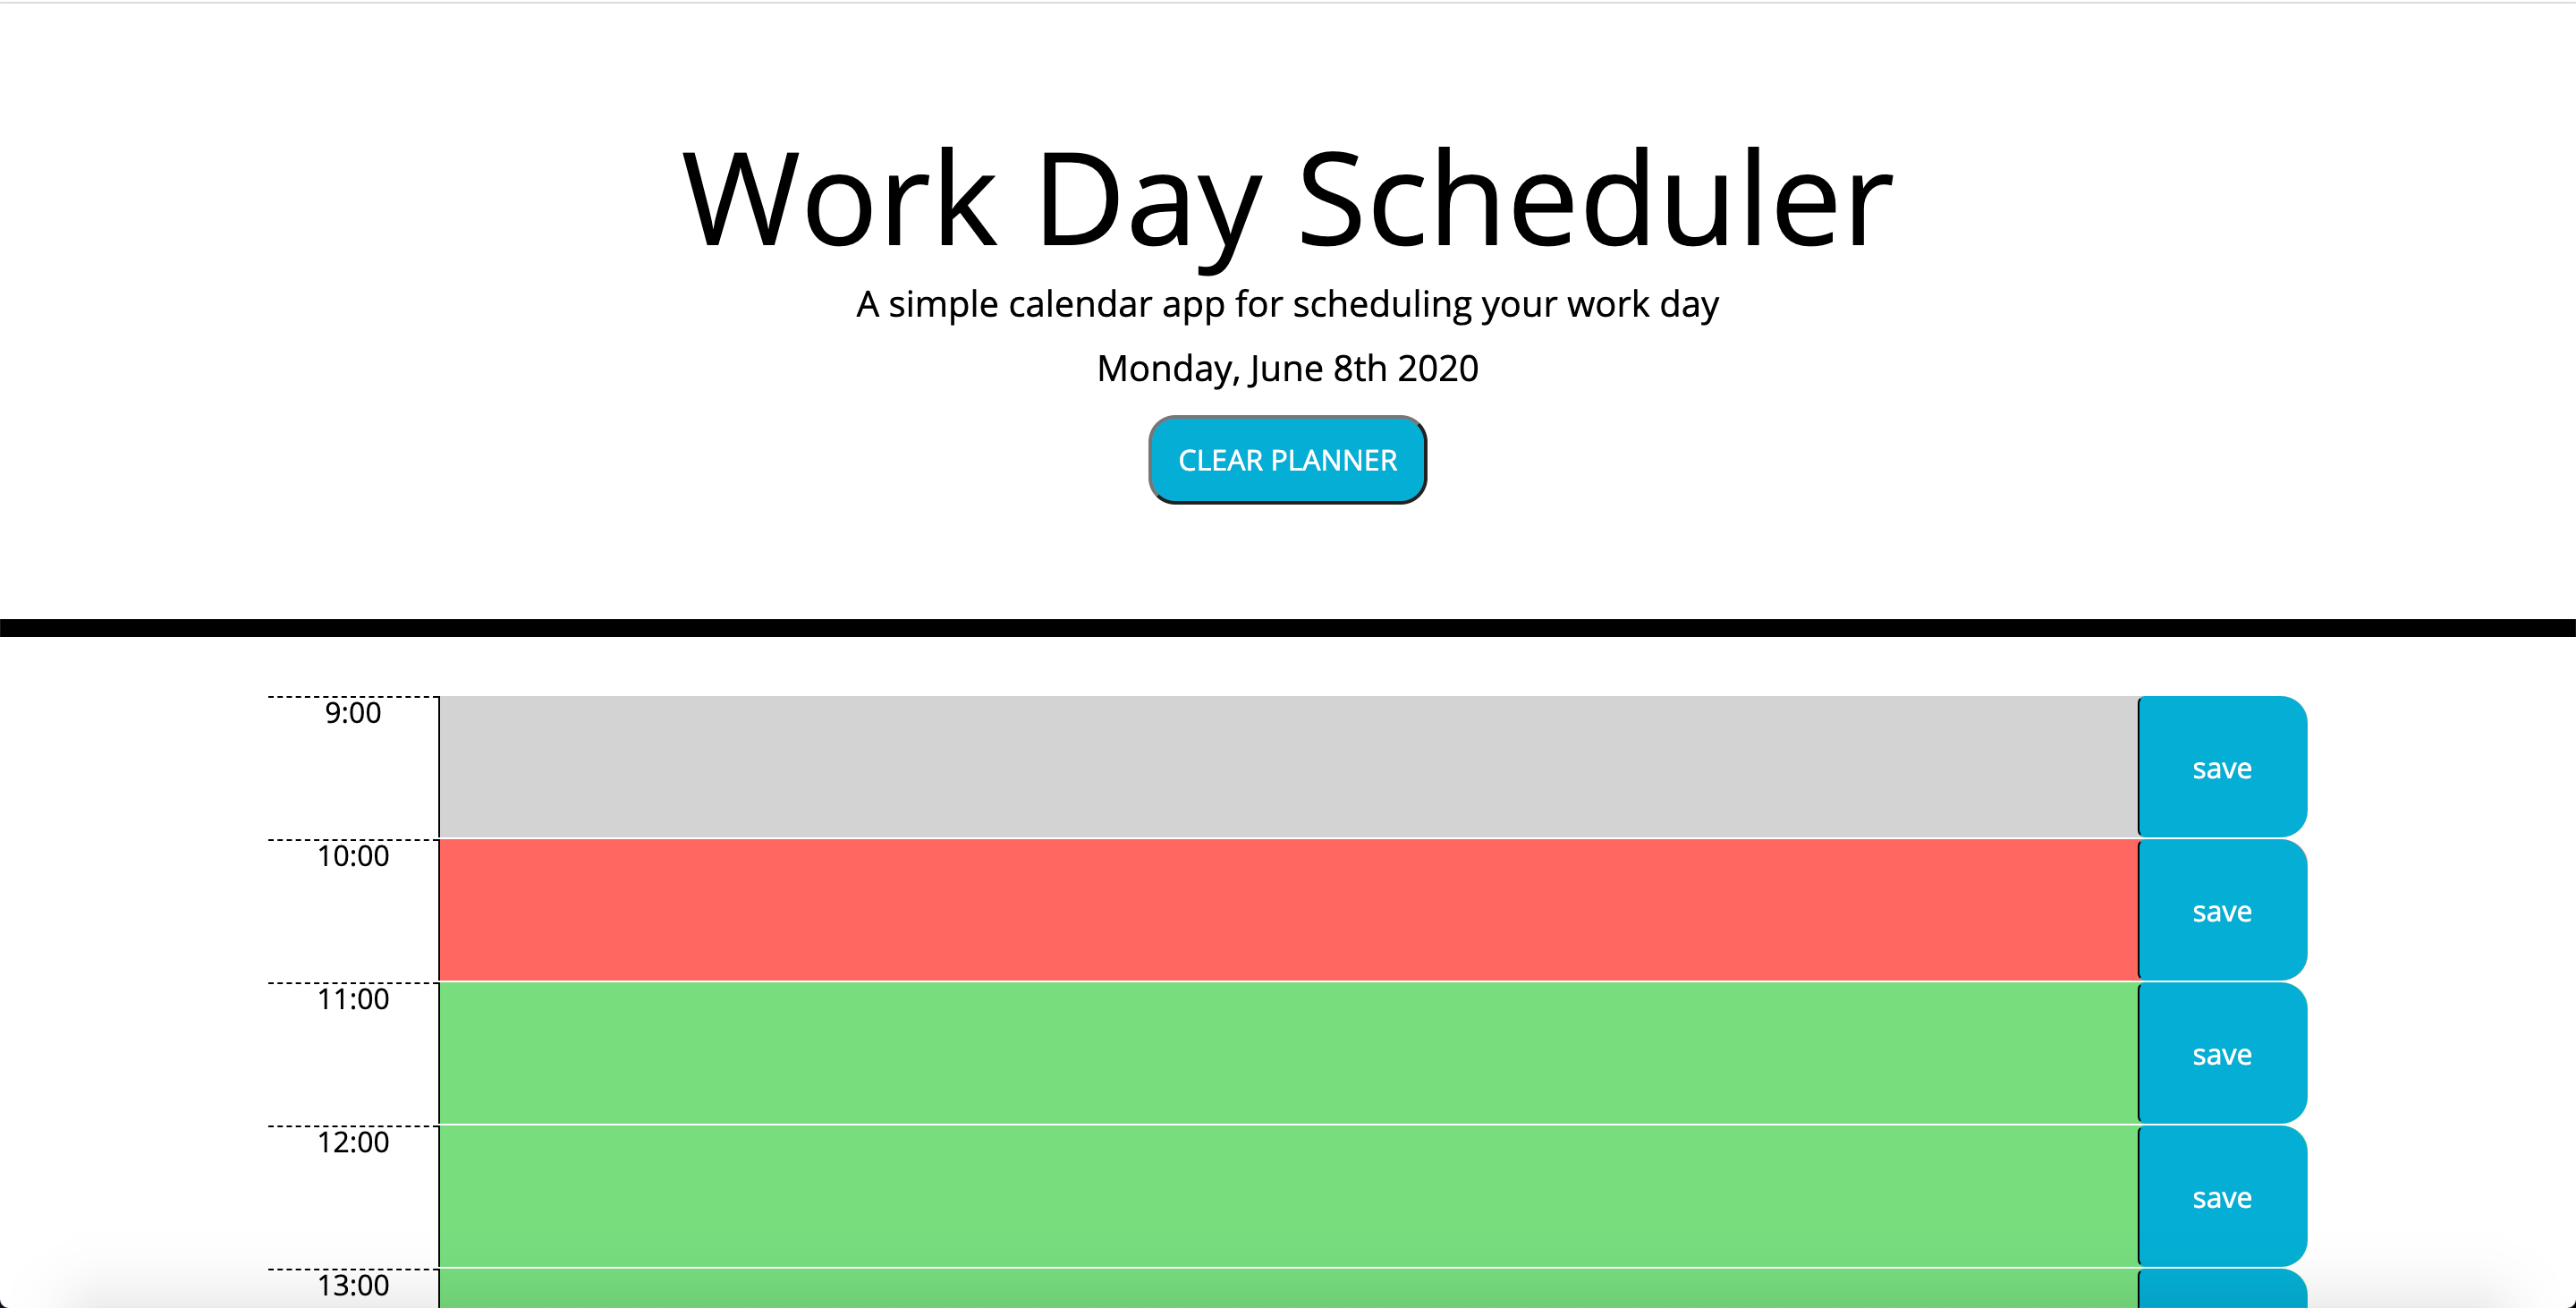 Work Day Scheduler
A simple calendar app for scheduling your work day
Monday, June 8th 2020
CLEAR PLANNER
9:00
save
10:00
save
11:00
save
12:00
save
13:00